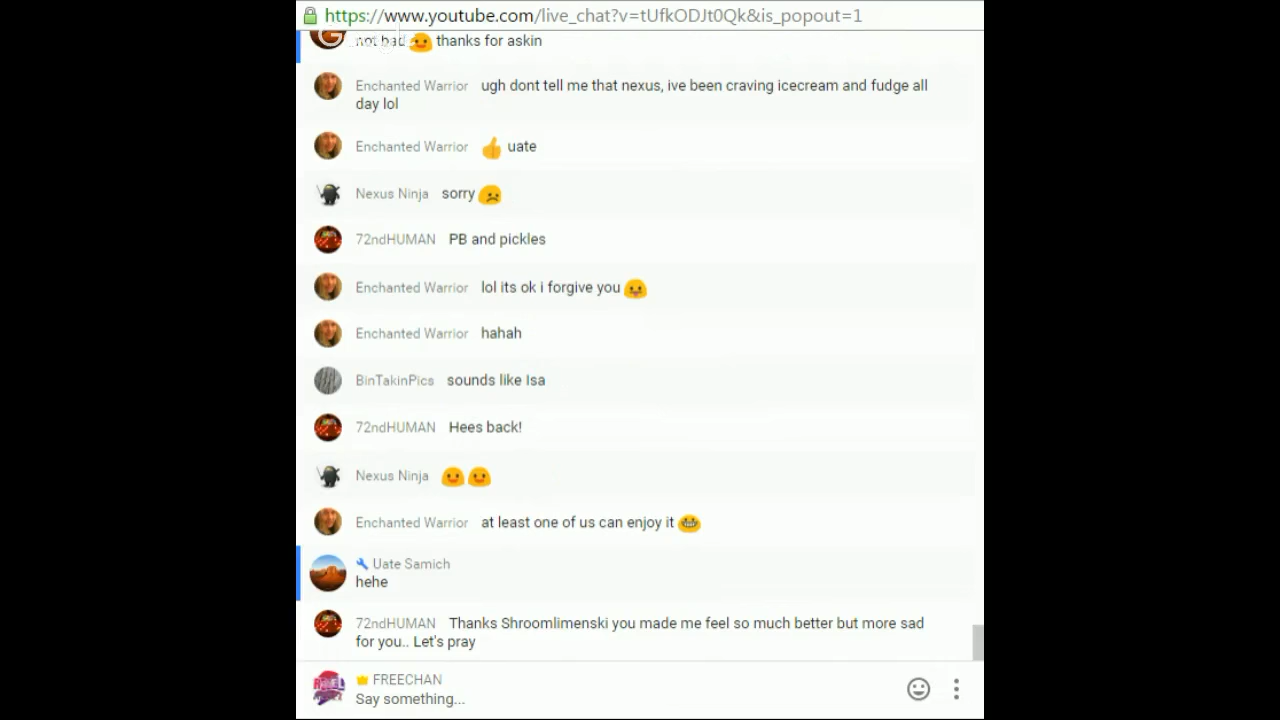 https://www.youtube.com/live_chat?v=tUfkODJt0Qk&is_popout=1
not bad thanks for askin
Enchanted Warrior ugh dont tell me that nexus, ive been craving icecream and fudge all
day lol
Enchanted Warrior uate
Nexus Ninja sorry
72ndHUMAN PB and pickles
Enchanted Warrior lol its ok i forgive you
Enchanted Warrior hahah
BinTakinPics sounds like Isa
72ndHUMAN Hees back!
Nexus Ninja
Enchanted Warrior at least one of us can enjoy it
Uate Samich
hehe
72ndHUMAN Thanks Shroomlimenski you made me feel so much better but more sad
for you.. Let's pray
FREECHAN
Say something...